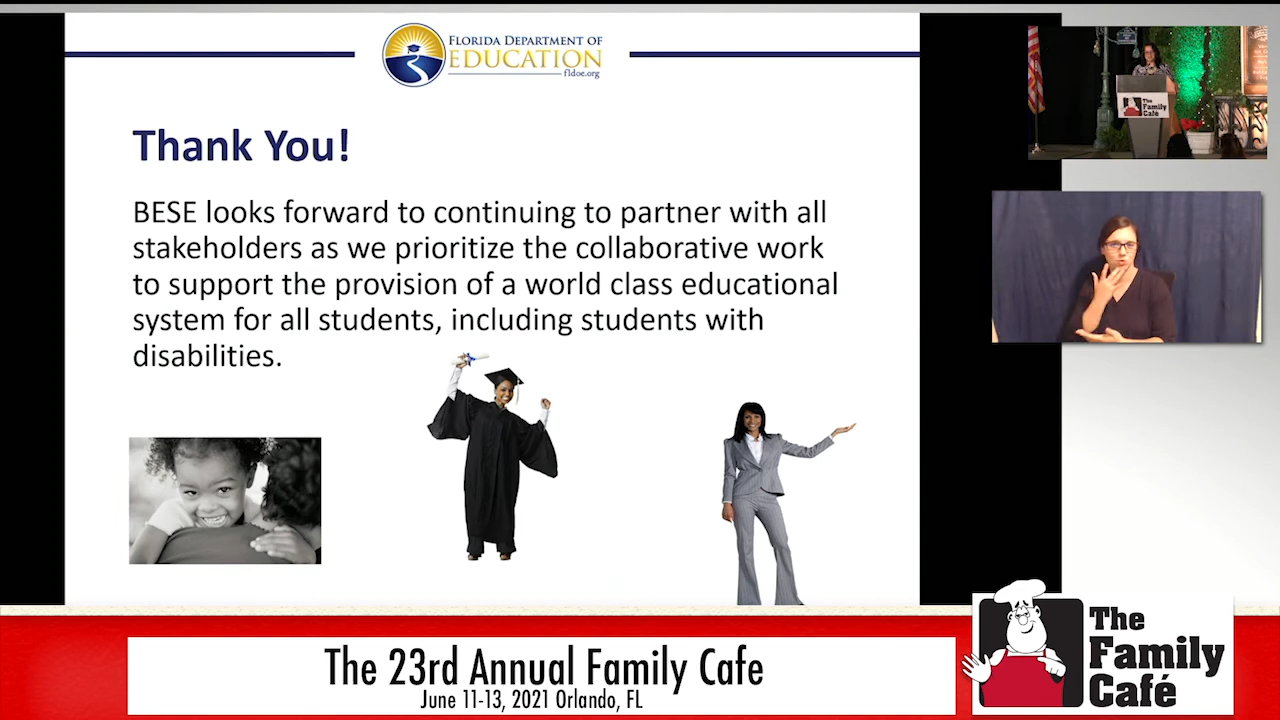 FLORIDA DEPARTMENT OF
EDUCATION
fldoe.org
Thank You!
BESE looks forward to continuing to partner with all
stakeholders as we prioritize the collaborative work
to support the provision of a world class educational
system for all students, including students with
disabilities.
The
Family
Café
The 23rd Annual Family Cafe
June 11-13, 2021 Orlando, FL
The
Family
Café